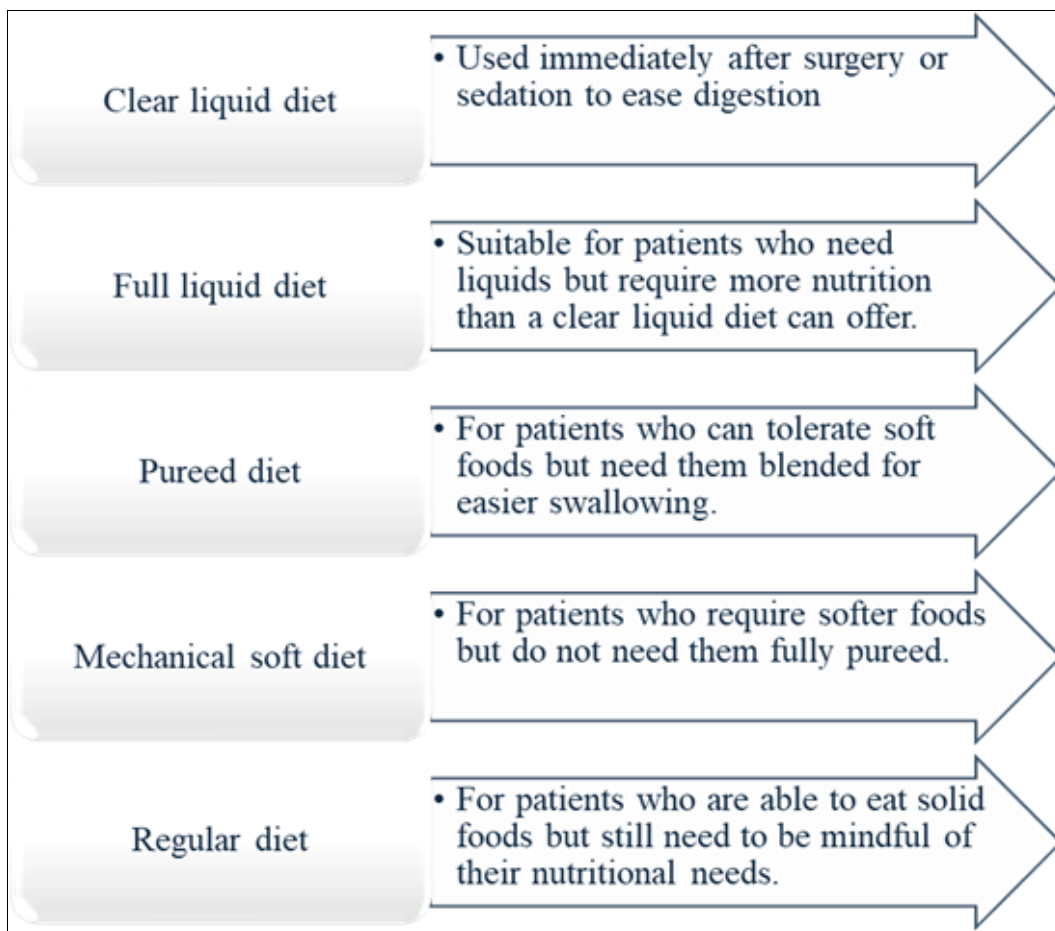 Clear liquid diet
• Used immediately after surgery or
sedation to ease digestion
Full liquid diet
• Suitable for patients who need
liquids but require more nutrition
than a clear liquid diet can offer.
Pureed diet
• For patients who can tolerate soft
foods but need them blended for
easier swallowing.
Mechanical soft diet
• For patients who require softer foods
but do not need them fully pureed.
Regular diet
• For patients who are able to eat solid
foods but still need to be mindful of
their nutritional needs.